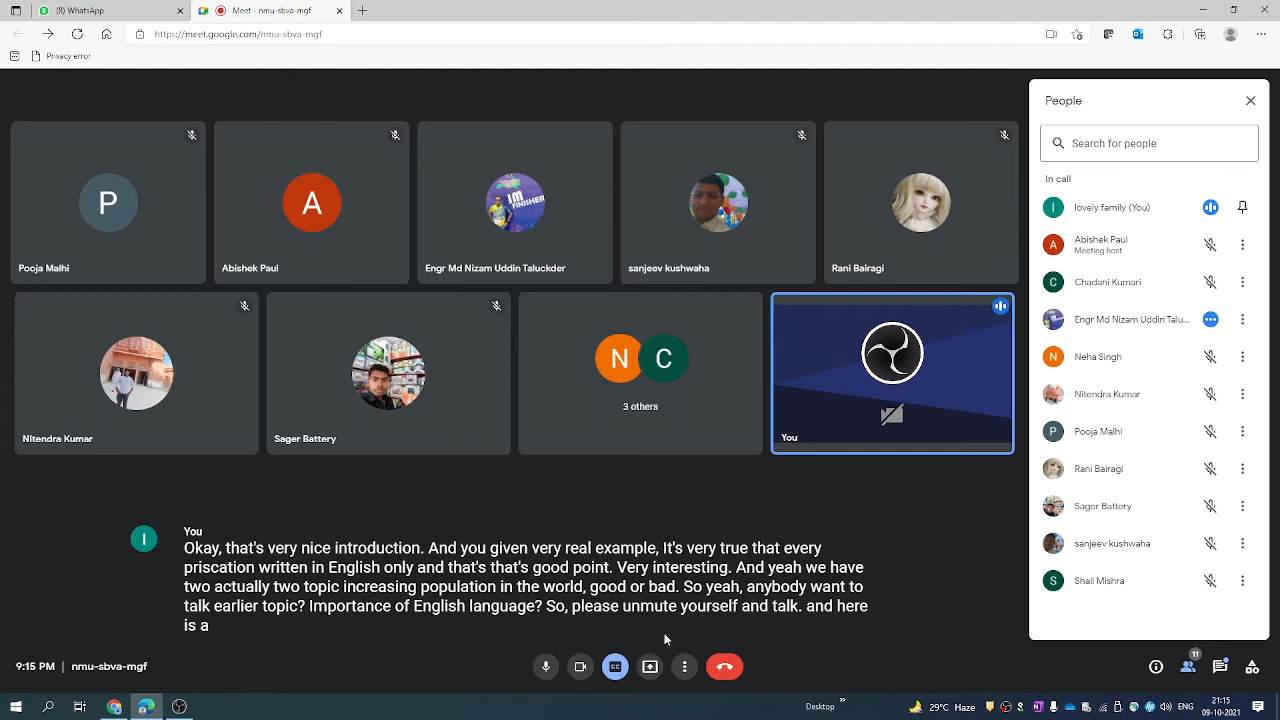 (8) WhatsApp
Meet - nmu-sbva-mgf
https://meet.google.com/nmu-sbva-mgf
Privacy error
P
Pooja Malhi
A
Abishek Paul
IM
FINISHER
Engr Md Nizam Uddin Taluckder
sanjeev kushwaha
Rani Bairagi
Nitendra Kumar
Sager Battery
N
C
3 others
You
I
You
Okay, that's very nice introduction. And you given very real example, It's very true that every
priscation written in English only and that's that's good point. Very interesting. And yeah we have
two actually two topic increasing population in the world, good or bad. So yeah, anybody want to
talk earlier topic? Importance of English language? So, please unmute yourself and talk. and here
is a
People
Search for people
In call
I
lovely family (You)
A
Abishek Paul
Meeting host
C
Chadani Kumari
Engr Md Nizam Uddin Talu...
N
Neha Singh
Nitendra Kumar
P
Pooja Malhi
Rani Bairagi
Sager Battery
sanjeev kushwaha
S
Shail Mishra
9:15 PM | nmu-sbva-mgf
CC
11
Desktop
29°C Haze
ENG
21:15
09-10-2021